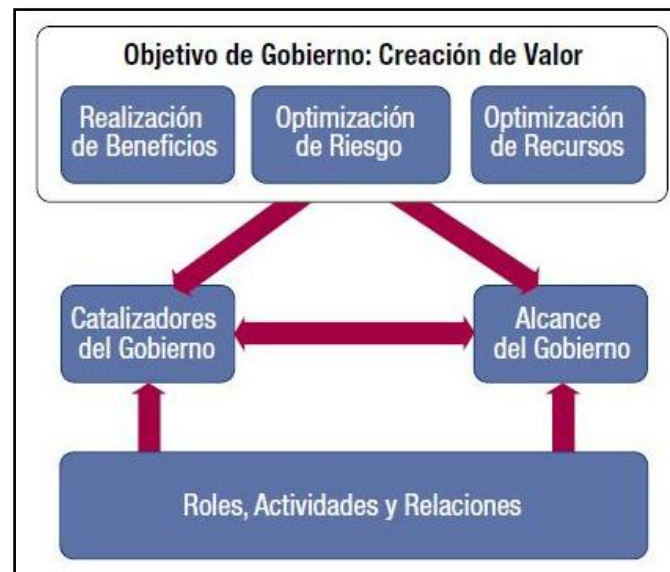 Objetivo de Gobierno: Creación de Valor
Realización
de Beneficios
Optimización
de Riesgo
Optimización
de Recursos
Catalizadores
del Gobierno
Alcance
del Gobierno
Roles, Actividades y Relaciones